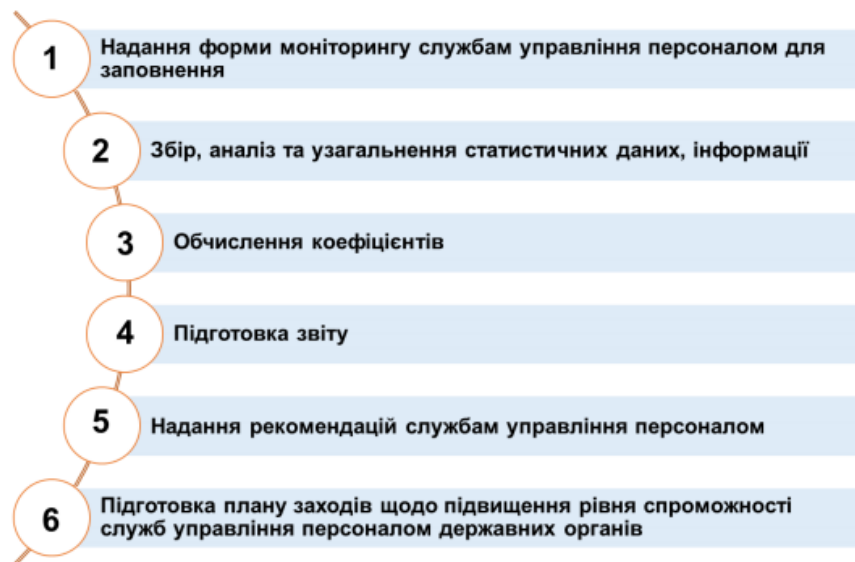 1
Надання форми моніторингу службам управління персоналом для
заповнення
2
Збір, аналіз та узагальнення статистичних даних, інформації
3
Обчислення коефіцієнтів
4
Підготовка звіту
5
Надання рекомендацій службам управління персоналом
6
Підготовка плану заходів щодо підвищення рівня спроможності
служб управління персоналом державних органів